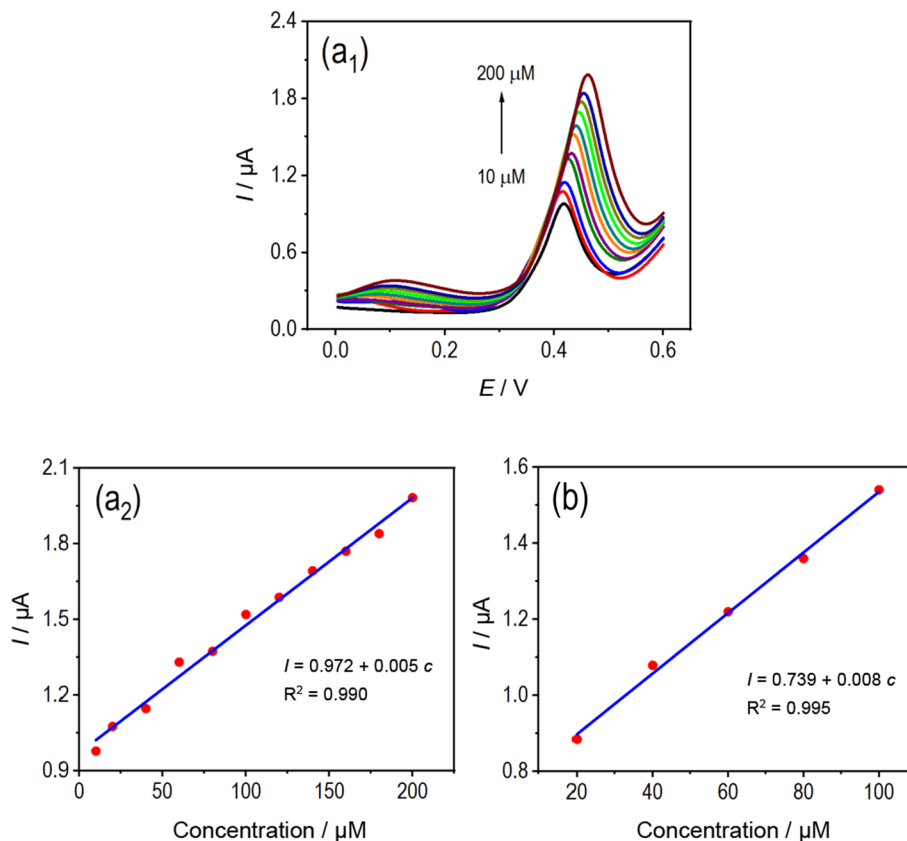 (a₁)
2.4
1.8
1.2
0.6
0.0
I / μA
200 μM
10 μM
0.0
0.2
0.4
0.6
E / V
(a₂)
2.1
1.8
1.5
1.2
0.9
I / μA
I = 0.972 + 0.005 c
R² = 0.990
0
50
100
150
200
Concentration / μM
(b)
1.6
1.4
1.2
1.0
0.8
I / μA
I = 0.739 + 0.008 c
R² = 0.995
20
40
60
80
100
Concentration / μM